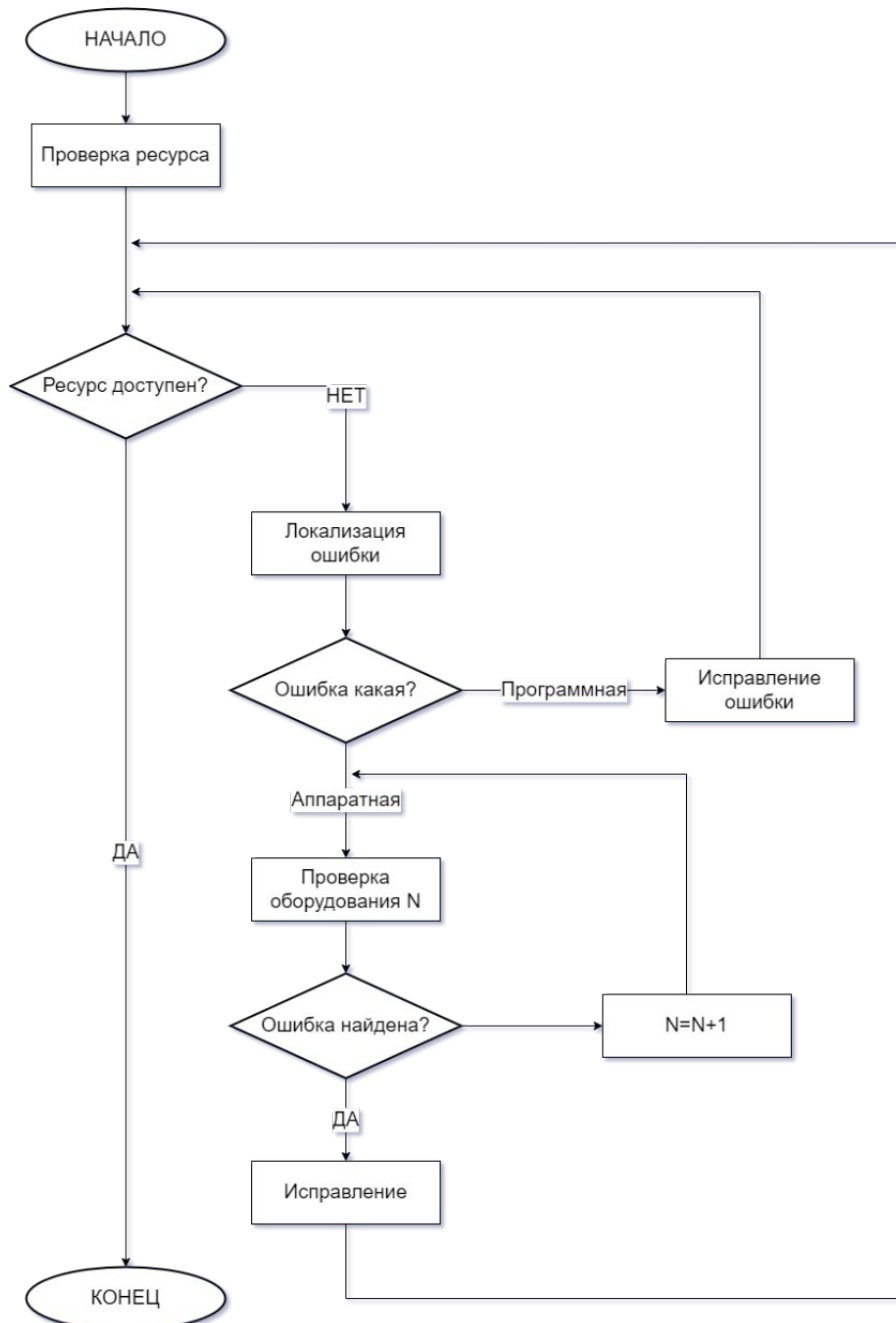 НАЧАЛО
Проверка ресурса
Ресурс доступен?
НЕТ
Локализация
ошибки
Ошибка какая?
Программная
Исправление
ошибки
Аппаратная
ДА
Проверка
оборудования N
Ошибка найдена?
N=N+1
ДА
Исправление
КОНЕЦ